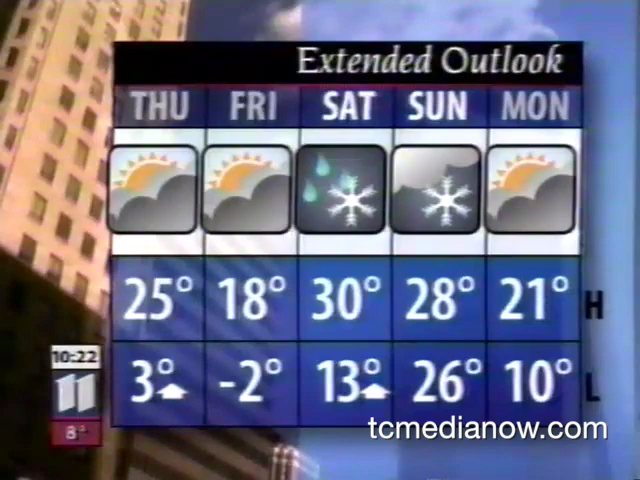 Extended Outlook
THU FRI SAT SUN MON
25° 18° 30° 28° 21° H
3° -2° 13° 26° 10° L
10:22
11
8°
tcmedianow.com